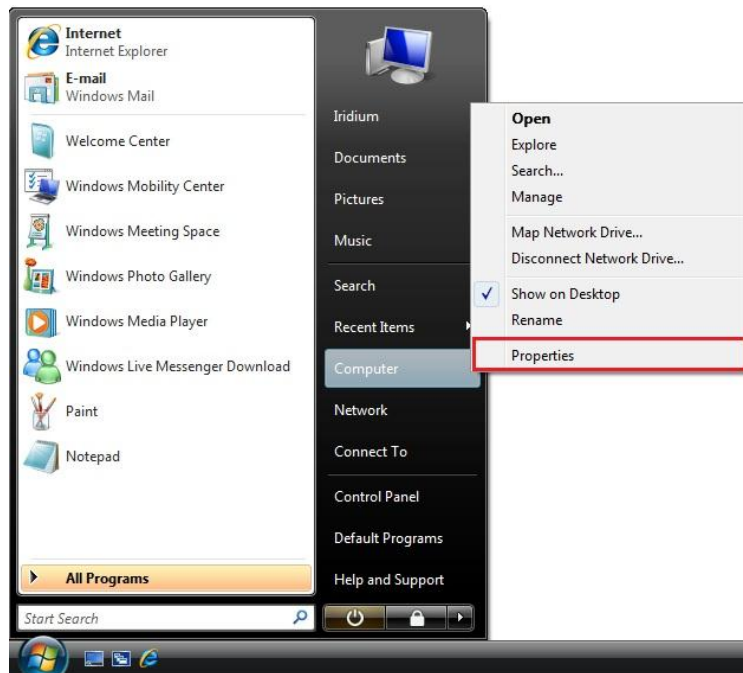 Internet
Internet Explorer
E-mail
Windows Mail
Welcome Center
Windows Mobility Center
Windows Meeting Space
Windows Photo Gallery
Windows Media Player
Windows Live Messenger Download
Paint
Notepad
All Programs
Start Search
Iridium
Documents
Pictures
Music
Search
Recent Items
Computer
Network
Connect To
Control Panel
Default Programs
Help and Support
Open
Explore
Search...
Manage
Map Network Drive...
Disconnect Network Drive...
Show on Desktop
Rename
Properties